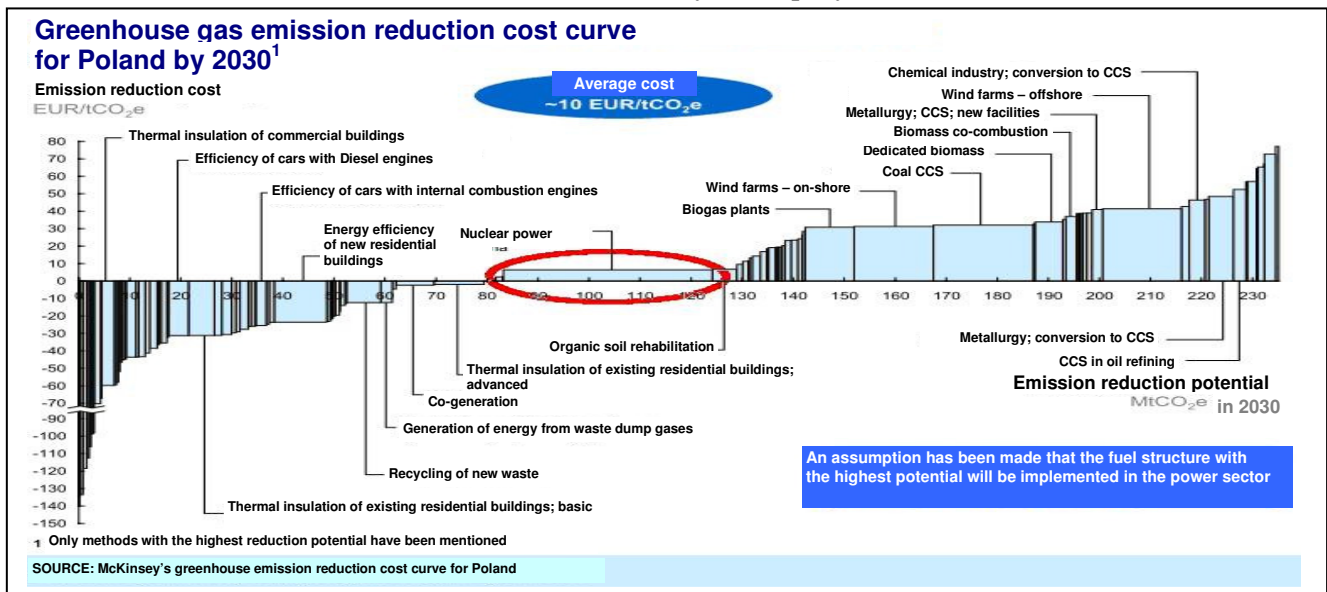 Greenhouse gas emission reduction cost curve
for Poland by 2030¹
Emission reduction cost
EUR/tCO₂e
Average cost
~10 EUR/tCO₂e
Chemical industry; conversion to CCS
Wind farms – offshore
Metallurgy; CCS; new facilities
Biomass co-combustion
Dedicated biomass
Coal CCS
Wind farms – on-shore
Biogas plants
Nuclear power
Thermal insulation of commercial buildings
Efficiency of cars with Diesel engines
Efficiency of cars with internal combustion engines
Energy efficiency
of new residential
buildings
80
70
60
50
40
30
20
10
0
-10
-20
-30
-40
-50
-60
-70
-90
-100
-110
-120
-130
-140
-150
0 10 20 30 40 50 60 70 80 90 100 110 120 130 140 150 160 170 180 190 200 210 220 230
Organic soil rehabilitation
Thermal insulation of existing residential buildings;
advanced
Co-generation
Generation of energy from waste dump gases
Recycling of new waste
Thermal insulation of existing residential buildings; basic
Metallurgy; conversion to CCS
CCS in oil refining
Emission reduction potential
MtCO₂e in 2030
An assumption has been made that the fuel structure with
the highest potential will be implemented in the power sector
1 Only methods with the highest reduction potential have been mentioned
SOURCE: McKinsey's greenhouse emission reduction cost curve for Poland